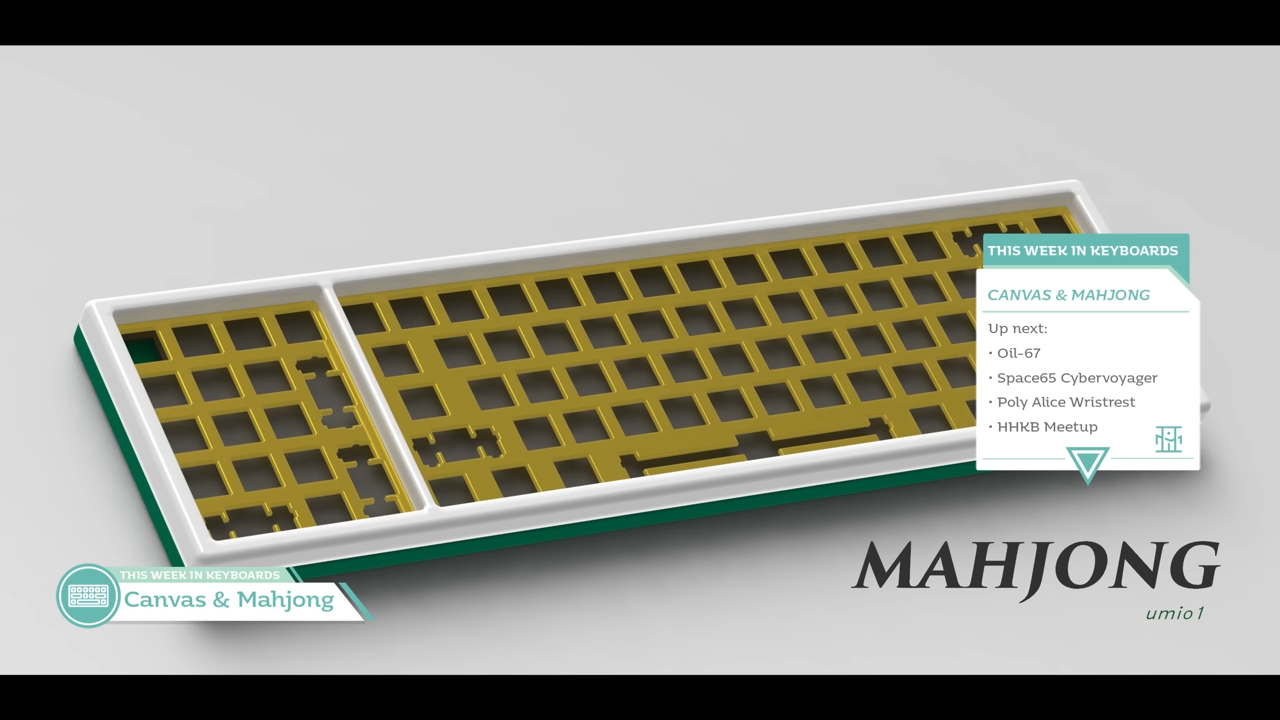 THIS WEEK IN KEYBOARDS
CANVAS & MAHJONG
Up next:
• Oil-67
• Space65 Cybervoyager
• Poly Alice Wristrest
• HHKB Meetup
MAHJONG
umio1
THIS WEEK IN KEYBOARDS
Canvas & Mahjong